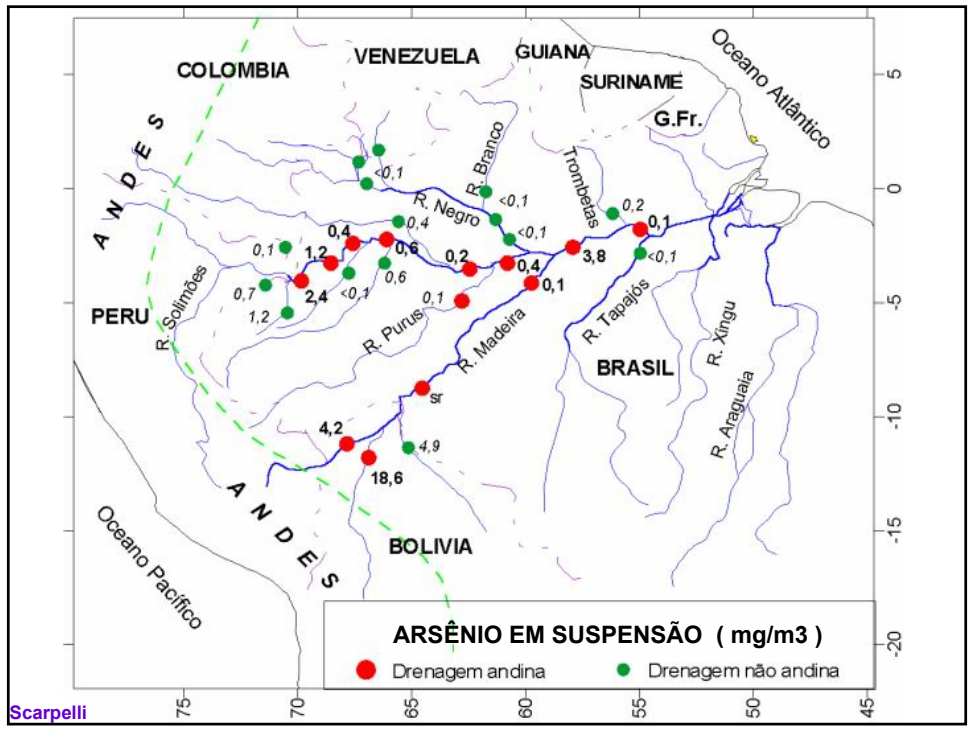 VENEZUELA
GUIANA
COLOMBIA
SURINAME
G.Fr.
Oceano Atlântico
5
ANDES
R. Branco
<0,1
Trombetas
0
<0,1
R. Negro
0,2
0,1
0,4
0,4
<0,1
0,1
1,2
0,6
0,2
0,4
3,8
<0,1
R. Solimões
0,7
2,4
<0,1
0,6
0,1
0,1
-5
PERU
1,2
R. Purus
R. Madeira
R. Tapajós
R. Xingu
BRASIL
R. Araguaia
sr
-10
4,2
4,9
18,6
ANDES
Oceano Pacífico
BOLIVIA
-15
ARSÊNIO EM SUSPENSÃO ( mg/m3 )
Drenagem andina
Drenagem não andina
-20
Scarpelli
75
70
65
60
55
50
45